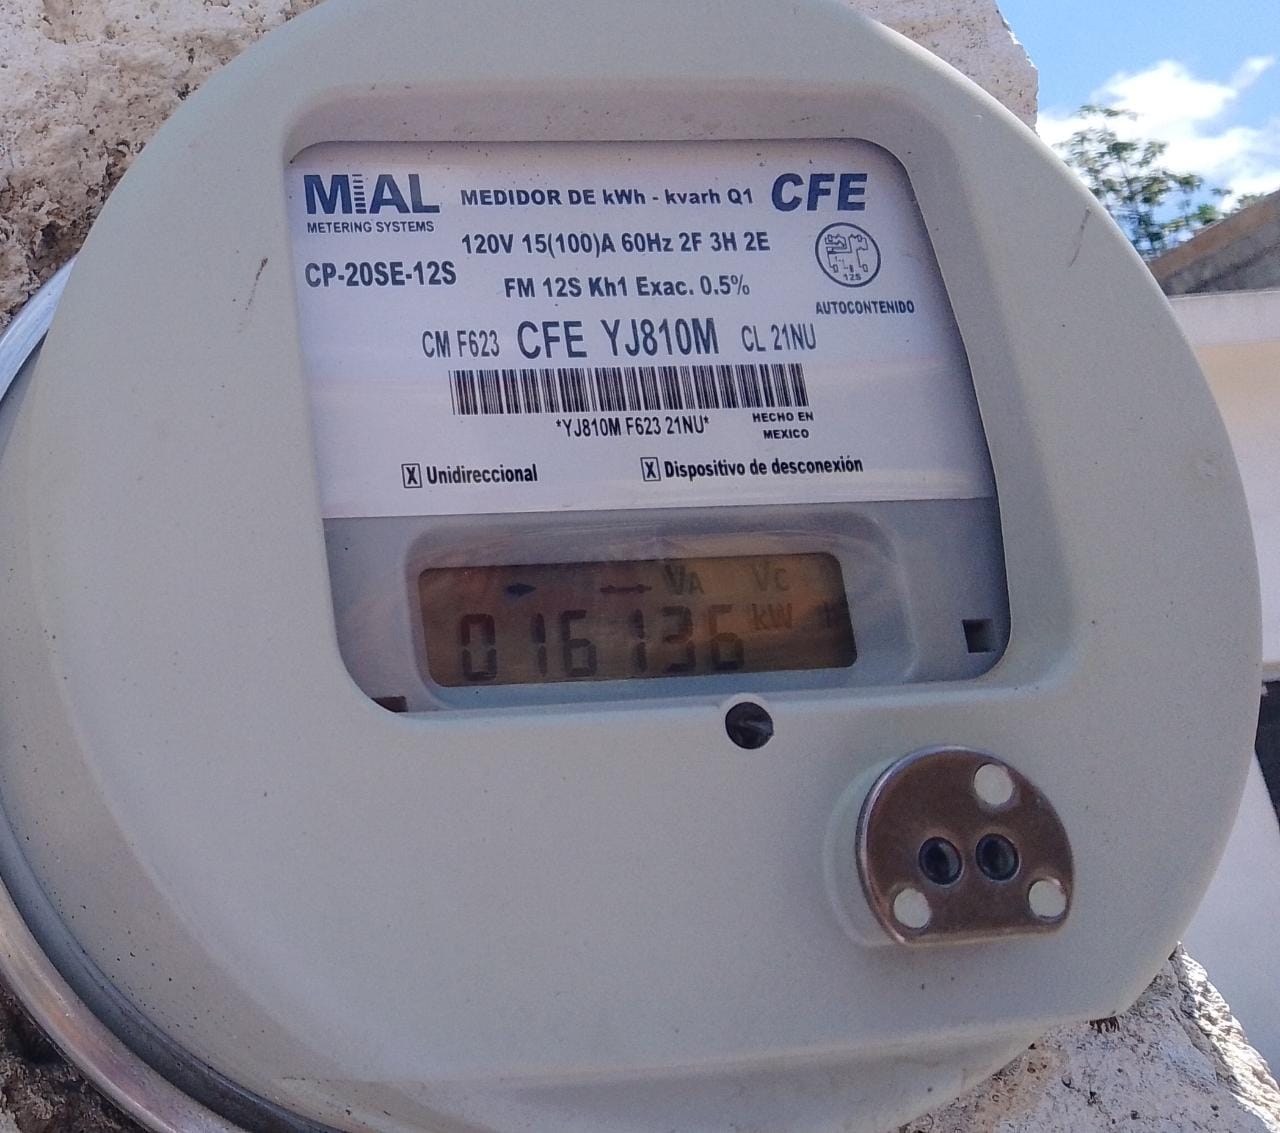 MIAL
METERING SYSTEMS
MEDIDOR DE kWh - kvarh Q1
CFE
120V 15(100)A 60Hz 2F 3H 2E
CP-20SE-12S
FM 12S Kh1 Exac. 0.5%
12S
AUTOCONTENIDO
CM F623 CFE YJ810M CL 21NU
*YJ810M F623 21NU*
HECHO EN
MEXICO
X Unidireccional
X Dispositivo de desconexión
VA VC
016136 kW